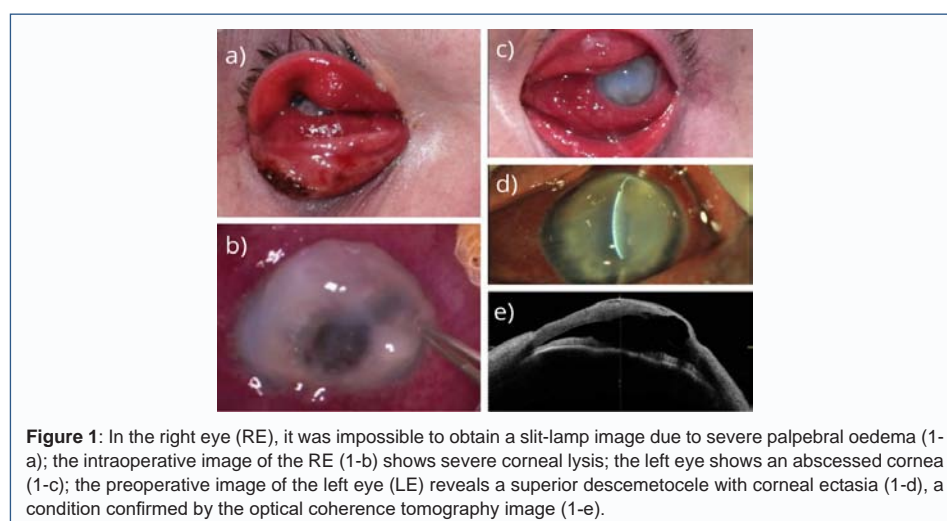 a)
b)
c)
d)
e)
Figure 1: In the right eye (RE), it was impossible to obtain a slit-lamp image due to severe palpebral oedema (1-
a); the intraoperative image of the RE (1-b) shows severe corneal lysis; the left eye shows an abscessed cornea
(1-c); the preoperative image of the left eye (LE) reveals a superior descemetocele with corneal ectasia (1-d), a
condition confirmed by the optical coherence tomography image (1-e).